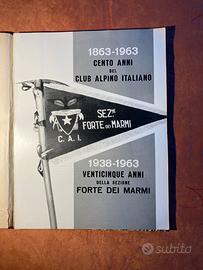 1863-1963
CENTO ANNI
DEL
CLUB ALPINO ITALIANO
SEZ.NE
FORTE DEI MARMI
C. A. I.
1938-1963
VENTICINQUE ANNI
DELLA SEZIONE
FORTE DEI MARMI
subito